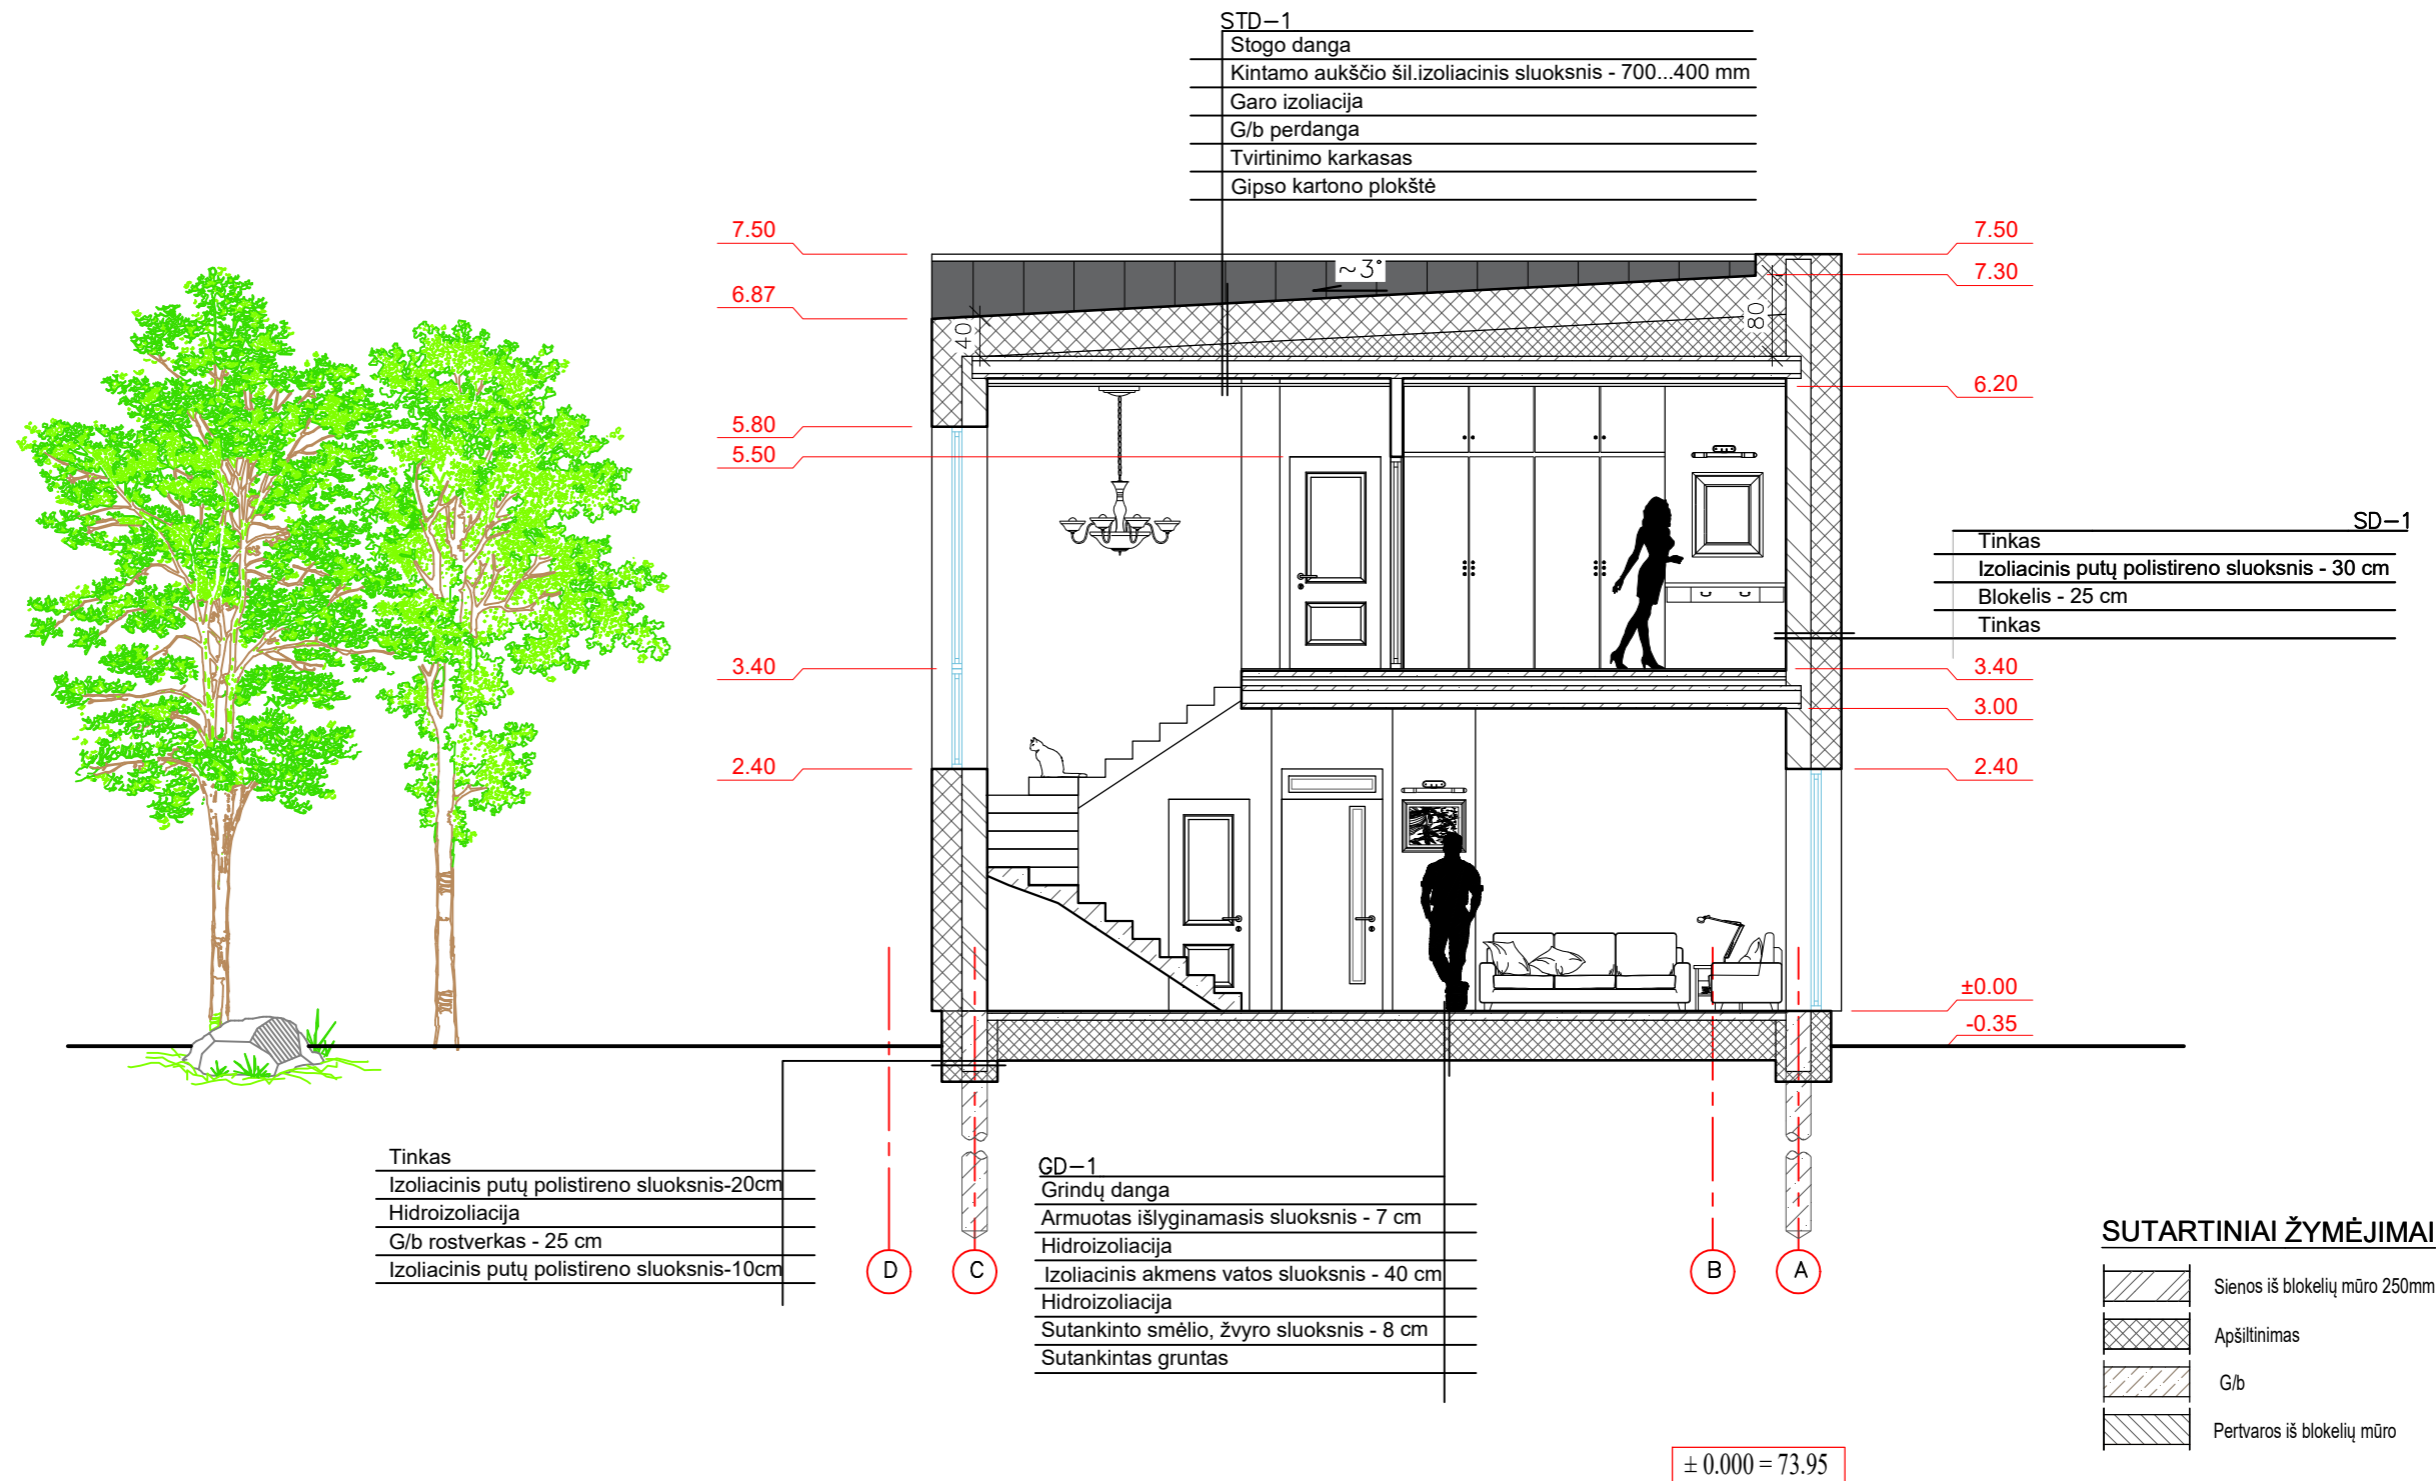 STD-1
Stogo danga
Kintamo aukščio šil.izoliacinis sluoksnis - 700...400 mm
Garo izoliacija
G/b perdanga
Tvirtinimo karkasas
Gipso kartono plokštė
7.50
6.87
5.80
5.50
3.40
2.40
~3°
40
80
7.50
7.30
6.20
3.40
3.00
2.40
±0.00
-0.35
SD-1
Tinkas
Izoliacinis putų polistireno sluoksnis - 30 cm
Blokelis - 25 cm
Tinkas
Tinkas
Izoliacinis putų polistireno sluoksnis-20cm
Hidroizoliacija
G/b rostverkas - 25 cm
Izoliacinis putų polistireno sluoksnis-10cm
D
C
B
A
GD-1
Grindų danga
Armuotas išlyginamasis sluoksnis - 7 cm
Hidroizoliacija
Izoliacinis akmens vatos sluoksnis - 40 cm
Hidroizoliacija
Sutankinto smėlio, žvyro sluoksnis - 8 cm
Sutankintas gruntas
SUTARTINIAI ŽYMĖJIMAI
Sienos iš blokelių mūro 250mm
Apšiltinimas
G/b
Pertvaros iš blokelių mūro
± 0.000 = 73.95